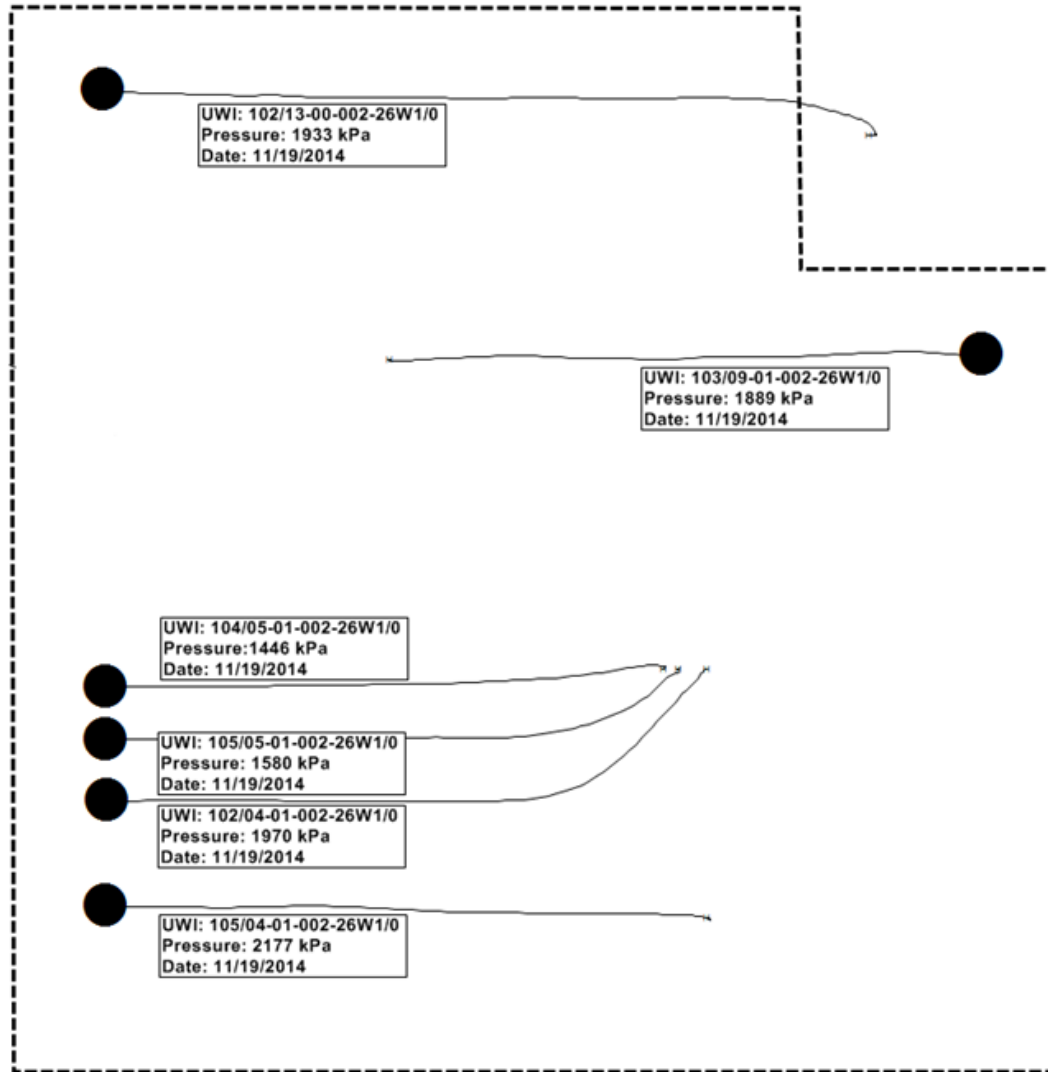 UWI: 102/13-00-002-26W1/0
Pressure: 1933 kPa
Date: 11/19/2014
UWI: 103/09-01-002-26W1/0
Pressure: 1889 kPa
Date: 11/19/2014
UWI: 104/05-01-002-26W1/0
Pressure:1446 kPa
Date: 11/19/2014
UWI: 105/05-01-002-26W1/0
Pressure: 1580 kPa
Date: 11/19/2014
UWI: 102/04-01-002-26W1/0
Pressure: 1970 kPa
Date: 11/19/2014
UWI: 105/04-01-002-26W1/0
Pressure: 2177 kPa
Date: 11/19/2014